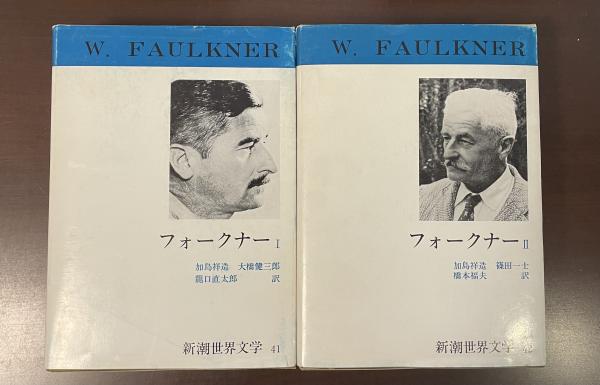 W. FAULKNER
フォークナー I
加島祥造 大橋健三郎
龍口直太郎 訳
新潮世界文学 41
W. FAULKNER
フォークナー II
加島祥造 篠田一士
橋本福夫 訳
新潮世界文学